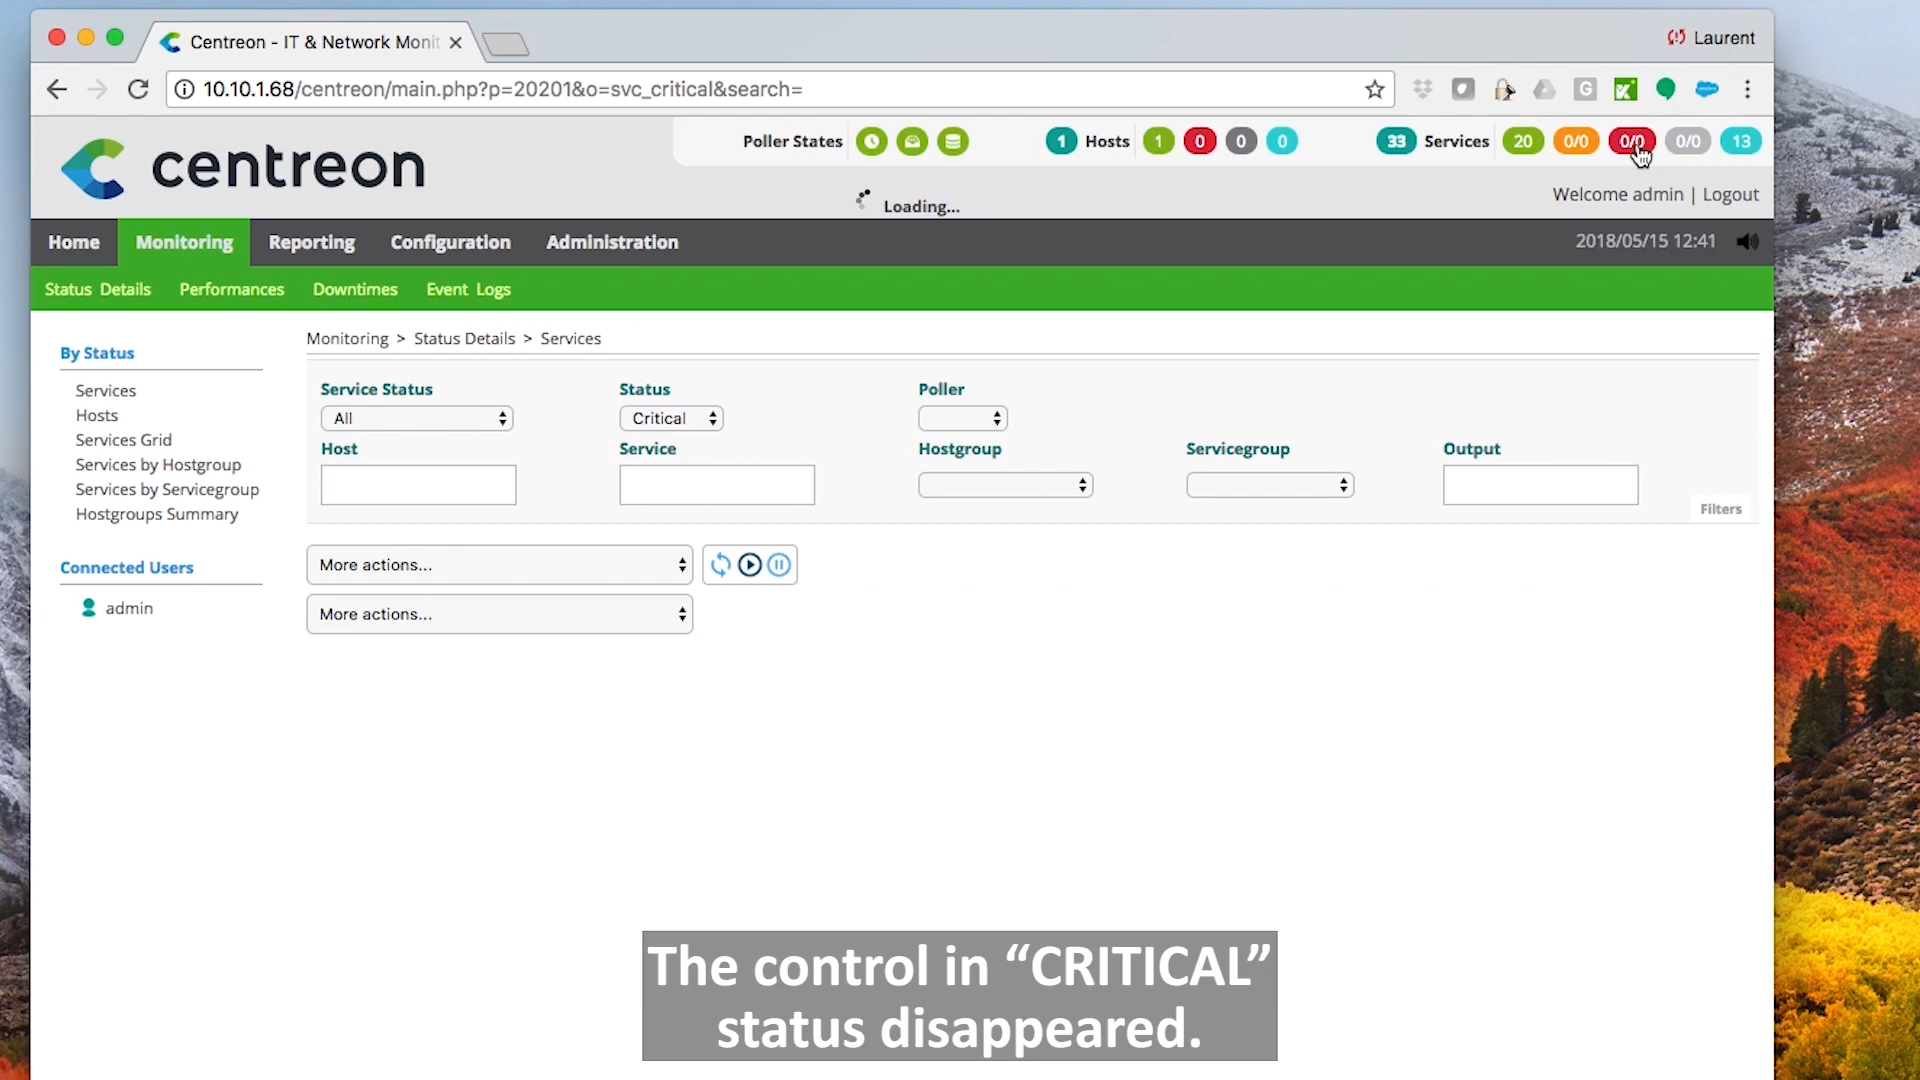 Centreon - IT & Network Monit
Laurent
10.10.1.68/centreon/main.php?p=20201&o=svc_critical&search=
centreon
Poller States
1 Hosts 1 0 0 0
33 Services 20 0/0 0/0 0/0 13
Loading...
Welcome admin | Logout
Home Monitoring Reporting Configuration Administration
2018/05/15 12:41
Status Details Performances Downtimes Event Logs
By Status
Services
Hosts
Services Grid
Services by Hostgroup
Services by Servicegroup
Hostgroups Summary
Connected Users
admin
Monitoring > Status Details > Services
Service Status Status Poller
All Critical
Host Service Hostgroup Servicegroup Output
Filters
More actions...
More actions...
The control in “CRITICAL”
status disappeared.